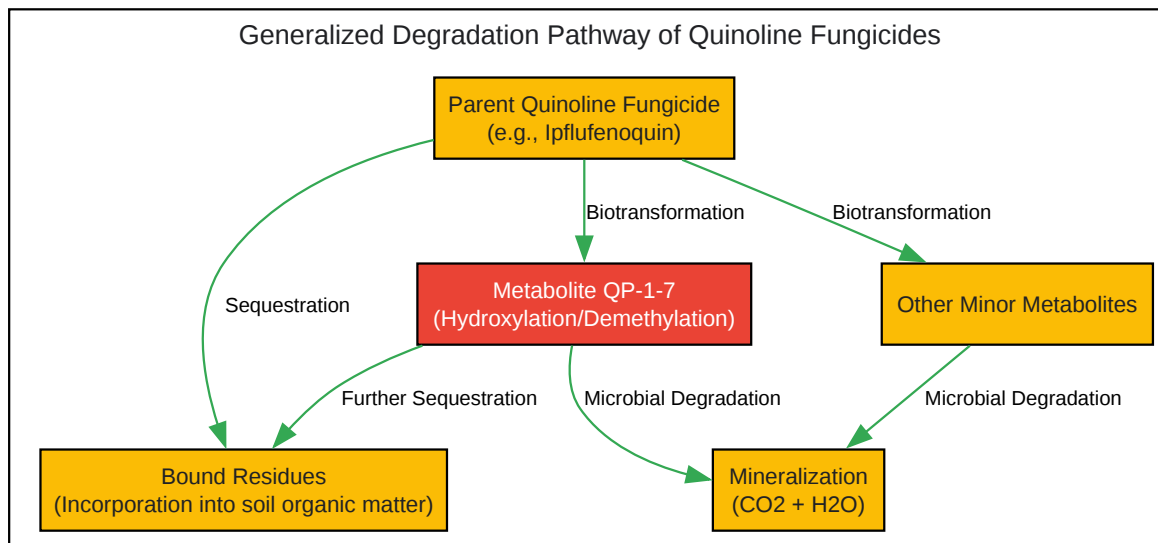 Generalized Degradation Pathway of Quinoline Fungicides
Parent Quinoline Fungicide
(e.g., Ipflufenoquin)
Biotransformation
Biotransformation
Sequestration
Metabolite QP-1-7
(Hydroxylation/Demethylation)
Other Minor Metabolites
Further Sequestration
Microbial Degradation
Microbial Degradation
Bound Residues
(Incorporation into soil organic matter)
Mineralization
(CO2 + H2O)